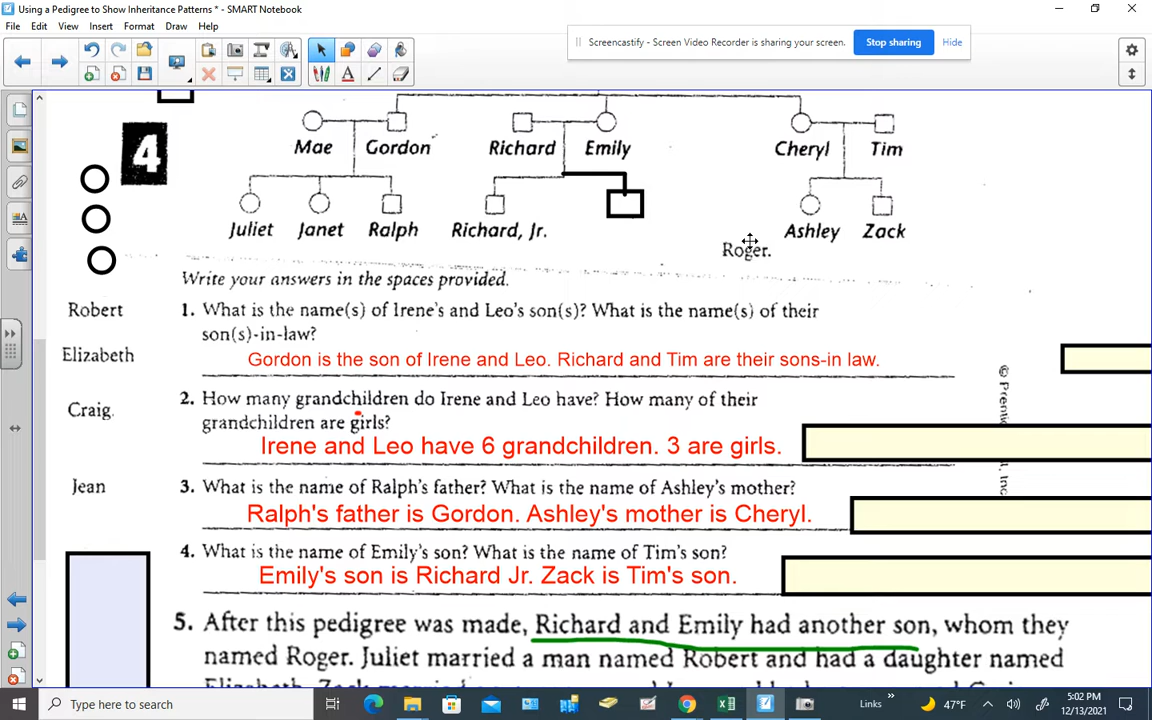 Using a Pedigree to Show Inheritance Patterns * - SMART Notebook
File Edit View Insert Format Draw Help
Screencastify - Screen Video Recorder is sharing your screen. Stop sharing Hide
4
Mae Gordon Richard Emily Cheryl Tim
Juliet Janet Ralph Richard, Jr. Ashley Zack
Roger.
Write your answers in the spaces provided.
Robert
1. What is the name(s) of Irene's and Leo's son(s)? What is the name(s) of their
son(s)-in-law?
Elizabeth
Gordon is the son of Irene and Leo. Richard and Tim are their sons-in law.
2. How many grandchildren do Irene and Leo have? How many of their
Craig
grandchildren are girls?
Irene and Leo have 6 grandchildren. 3 are girls.
Jean
3. What is the name of Ralph's father? What is the name of Ashley's mother?
Ralph's father is Gordon. Ashley's mother is Cheryl.
4. What is the name of Emily's son? What is the name of Tim's son?
Emily's son is Richard Jr. Zack is Tim's son.
5. After this pedigree was made, Richard and Emily had another son, whom they
named Roger. Juliet married a man named Robert and had a daughter named
© Prenti
, Inc
Type here to search
Links
47°F
5:02 PM
12/13/2021